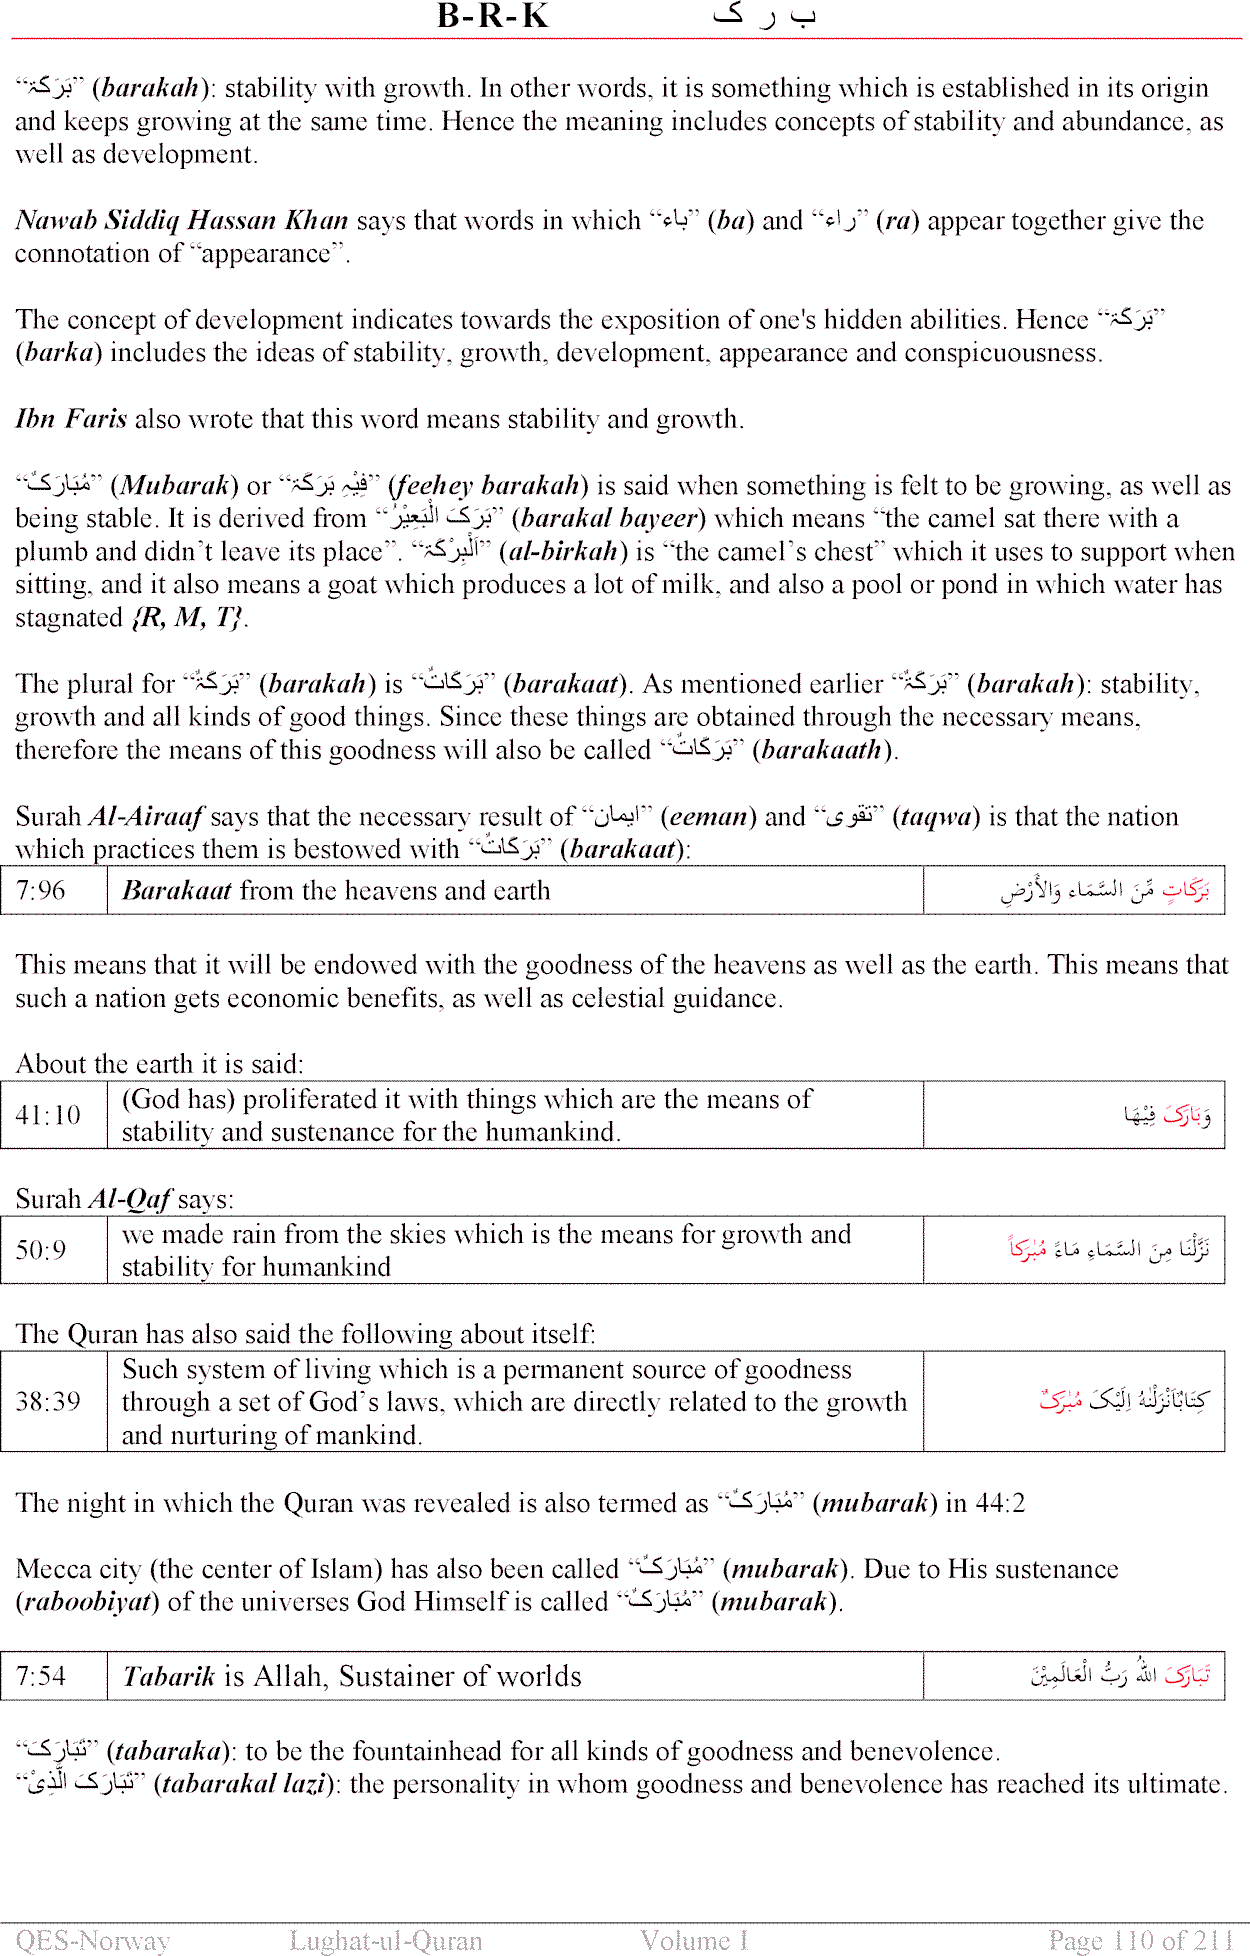 B-R-K ب ر ک
“بَرَکَۃ” (barakah): stability with growth. In other words, it is something which is established in its origin
and keeps growing at the same time. Hence the meaning includes concepts of stability and abundance, as
well as development.
Nawab Siddiq Hassan Khan says that words in which “باء” (ba) and “راء” (ra) appear together give the
connotation of “appearance”.
The concept of development indicates towards the exposition of one's hidden abilities. Hence “بَرَکَۃ”
(barka) includes the ideas of stability, growth, development, appearance and conspicuousness.
Ibn Faris also wrote that this word means stability and growth.
“مُبَارَکٌ” (Mubarak) or “فِیْہِ بَرَکَۃ” (feehey barakah) is said when something is felt to be growing, as well as
being stable. It is derived from “بَرَکَ الْبَعِیْرُ” (barakal bayeer) which means “the camel sat there with a
plumb and didn’t leave its place”. “اَلْبِرْکَۃ” (al-birkah) is “the camel’s chest” which it uses to support when
sitting, and it also means a goat which produces a lot of milk, and also a pool or pond in which water has
stagnated {R, M, T}.
The plural for “بَرَکَۃٌ” (barakah) is “بَرَکَاتٌ” (barakaat). As mentioned earlier “بَرَکَۃٌ” (barakah): stability,
growth and all kinds of good things. Since these things are obtained through the necessary means,
therefore the means of this goodness will also be called “بَرَکَاتٌ” (barakaath).
Surah Al-Airaaf says that the necessary result of “ایمان” (eeman) and “تقوی” (taqwa) is that the nation
which practices them is bestowed with “بَرَکَاتٌ” (barakaat):
7:96 Barakaat from the heavens and earth بَرَكَاتٍ مِّنَ السَّمَاء وَالأَرْضِ
This means that it will be endowed with the goodness of the heavens as well as the earth. This means that
such a nation gets economic benefits, as well as celestial guidance.
About the earth it is said:
41:10 (God has) proliferated it with things which are the means of
stability and sustenance for the humankind. وَبَارَکَ فِيْهَا
Surah Al-Qaf says:
50:9 we made rain from the skies which is the means for growth and
stability for humankind نَزَّلْنَا مِنَ السَّمَاءِ مَاءً مُبٰرَكاً
The Quran has also said the following about itself:
38:39 Such system of living which is a permanent source of goodness
through a set of God’s laws, which are directly related to the growth
and nurturing of mankind. كِتَابٌاَنْزَلْنٰهُ اِلَيْکَ مُبٰرَکٌ
The night in which the Quran was revealed is also termed as “مُبَارَکٌ” (mubarak) in 44:2
Mecca city (the center of Islam) has also been called “مُبَارَکٌ” (mubarak). Due to His sustenance
(raboobiyat) of the universes God Himself is called “مُبَارَکٌ” (mubarak).
7:54 Tabarik is Allah, Sustainer of worlds تَبَارَکَ اللهُ رَبُّ الْعَالَمِيْنَ
“تَبَارَکَ” (tabaraka): to be the fountainhead for all kinds of goodness and benevolence.
“تَبَارَکَ الَّذِیْ” (tabarakal lazi): the personality in whom goodness and benevolence has reached its ultimate.
QES-Norway Lughat-ul-Quran Volume I Page 110 of 211